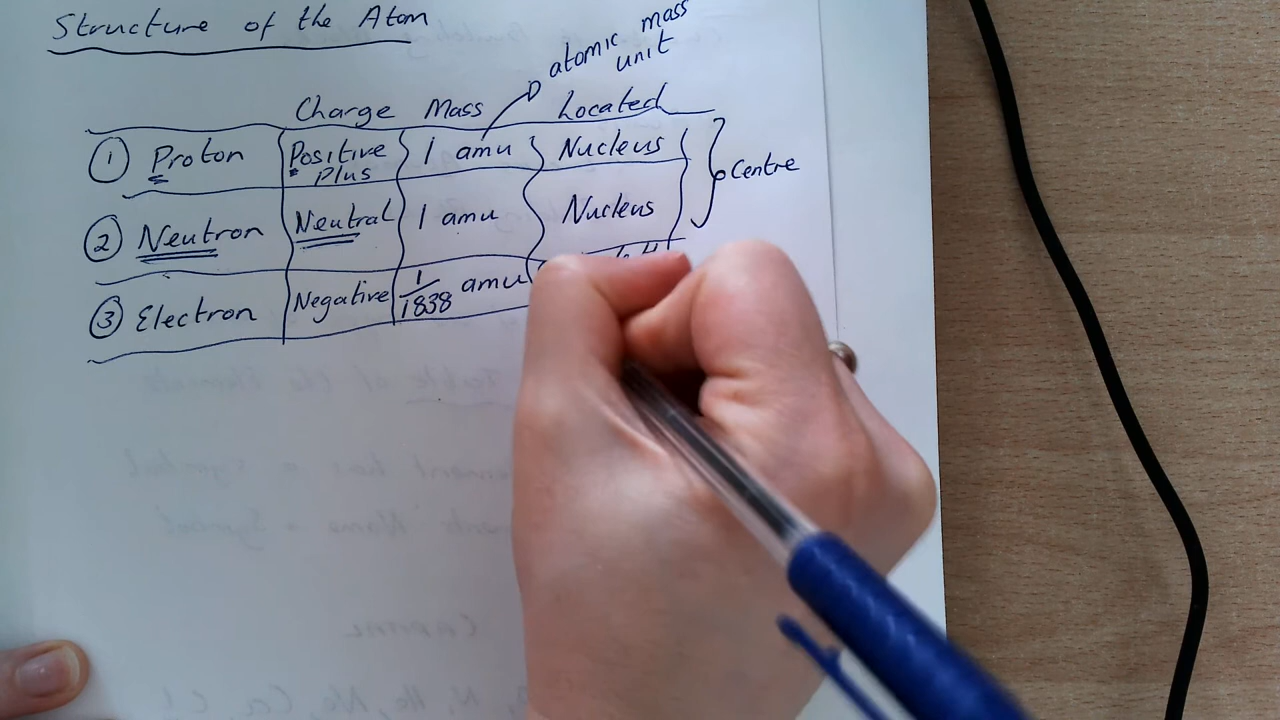 Structure of the Atom
atomic mass
unit
Charge Mass Located
① Proton Positive 1 amu Nucleus
Plus
Centre
② Neutron Neutral 1 amu Nucleus
③ Electron Negative 1/1838 amu